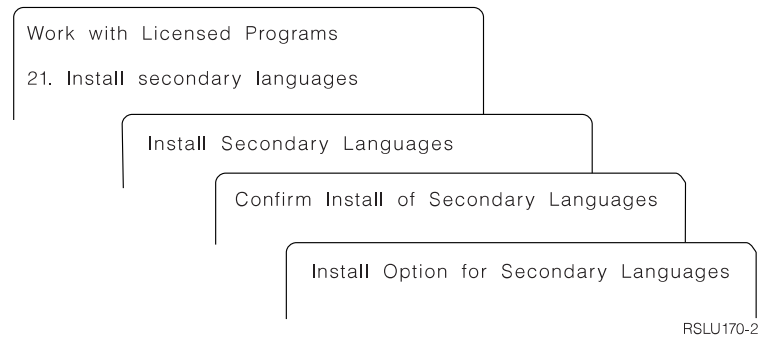 Work with Licensed Programs
21. Install secondary languages
Install Secondary Languages
Confirm Install of Secondary Languages
Install Option for Secondary Languages
RSLU170-2